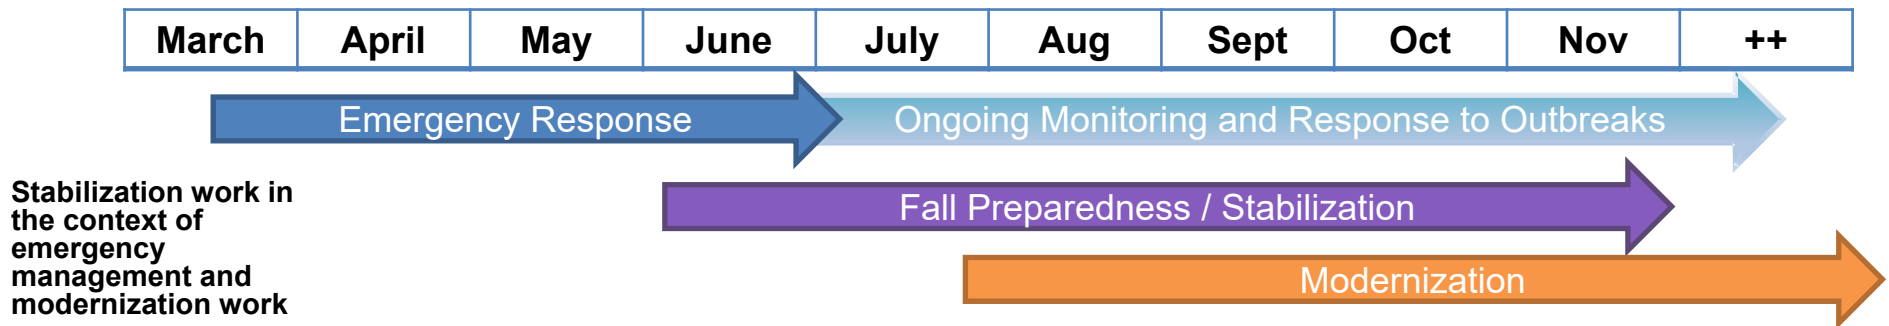 March April May June July Aug Sept Oct Nov ++
Emergency Response Ongoing Monitoring and Response to Outbreaks
Fall Preparedness / Stabilization
Modernization
Stabilization work in
the context of
emergency
management and
modernization work